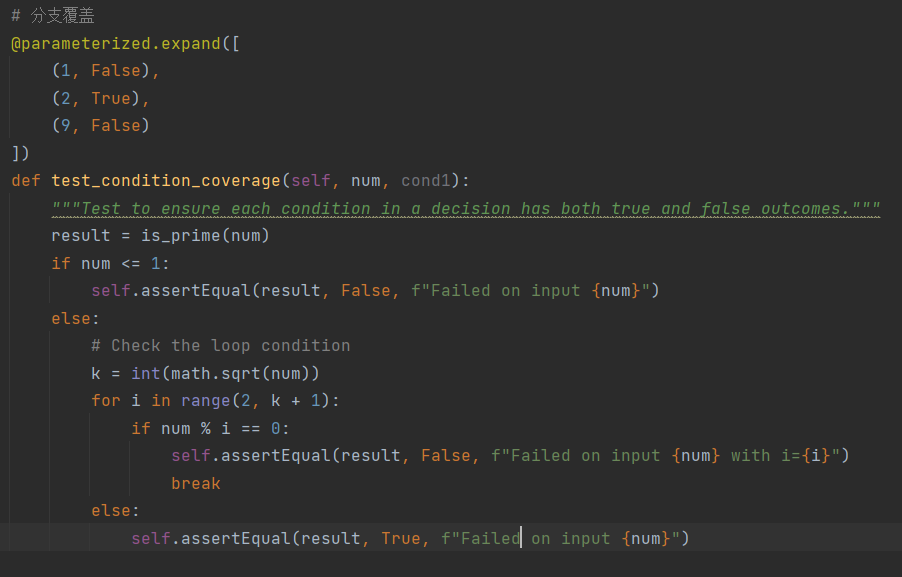 # 分支覆盖
@parameterized.expand([
    (1, False),
    (2, True),
    (9, False)
])
def test_condition_coverage(self, num, cond1):
    """Test to ensure each condition in a decision has both true and false outcomes."""
    result = is_prime(num)
    if num <= 1:
        self.assertEqual(result, False, f"Failed on input {num}")
    else:
        # Check the loop condition
        k = int(math.sqrt(num))
        for i in range(2, k + 1):
            if num % i == 0:
                self.assertEqual(result, False, f"Failed on input {num} with i={i}")
                break
        else:
            self.assertEqual(result, True, f"Failed on input {num}")